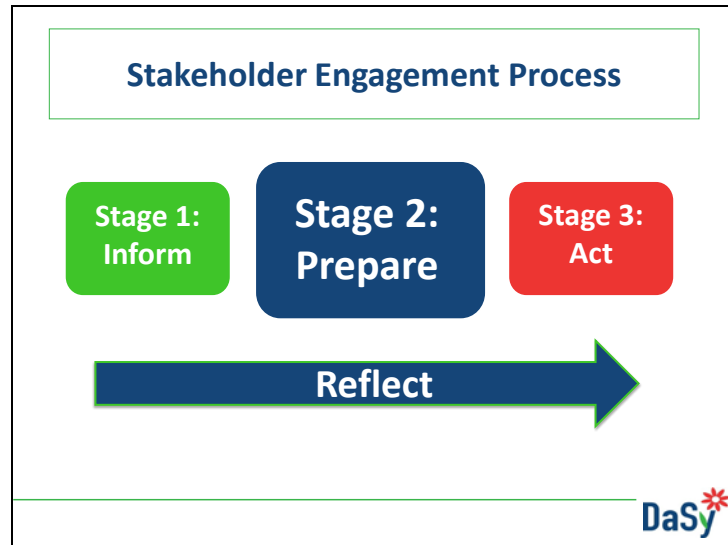 Stakeholder Engagement Process
Stage 1:
Inform
Stage 2:
Prepare
Stage 3:
Act
Reflect
DaSy